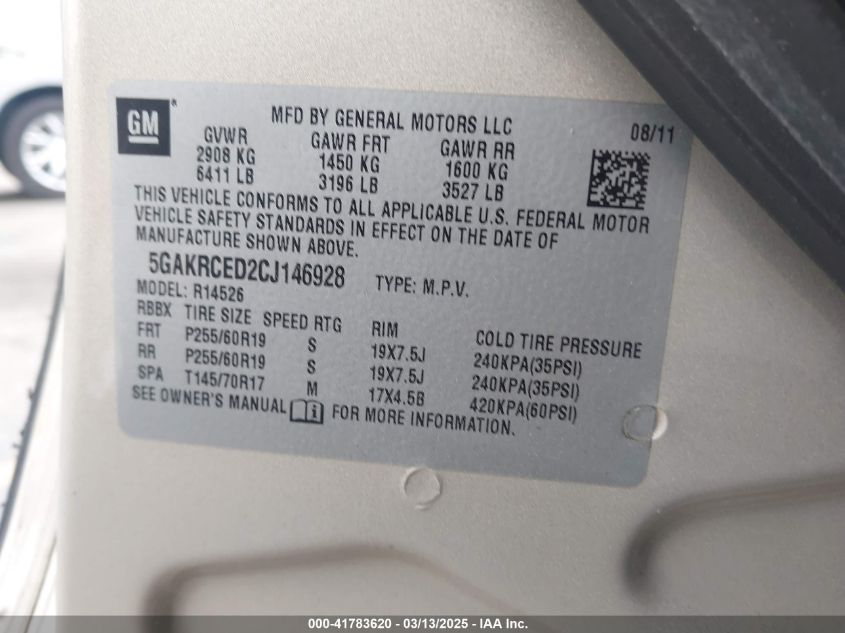 GM ®
MFD BY GENERAL MOTORS LLC 08/11
GVWR GAWR FRT GAWR RR
2908 KG 1450 KG 1600 KG
6411 LB 3196 LB 3527 LB
THIS VEHICLE CONFORMS TO ALL APPLICABLE U.S. FEDERAL MOTOR
VEHICLE SAFETY STANDARDS IN EFFECT ON THE DATE OF
MANUFACTURE SHOWN ABOVE.
5GAKRCED2CJ146928 TYPE: M.P.V.
MODEL: R14526
RBBX TIRE SIZE SPEED RTG RIM COLD TIRE PRESSURE
FRT P255/60R19 S 19X7.5J 240KPA(35PSI)
RR P255/60R19 S 19X7.5J 240KPA(35PSI)
SPA T145/70R17 M 17X4.5B 420KPA(60PSI)
SEE OWNER'S MANUAL i FOR MORE INFORMATION.
000-41783620 - 03/13/2025 - IAA Inc.